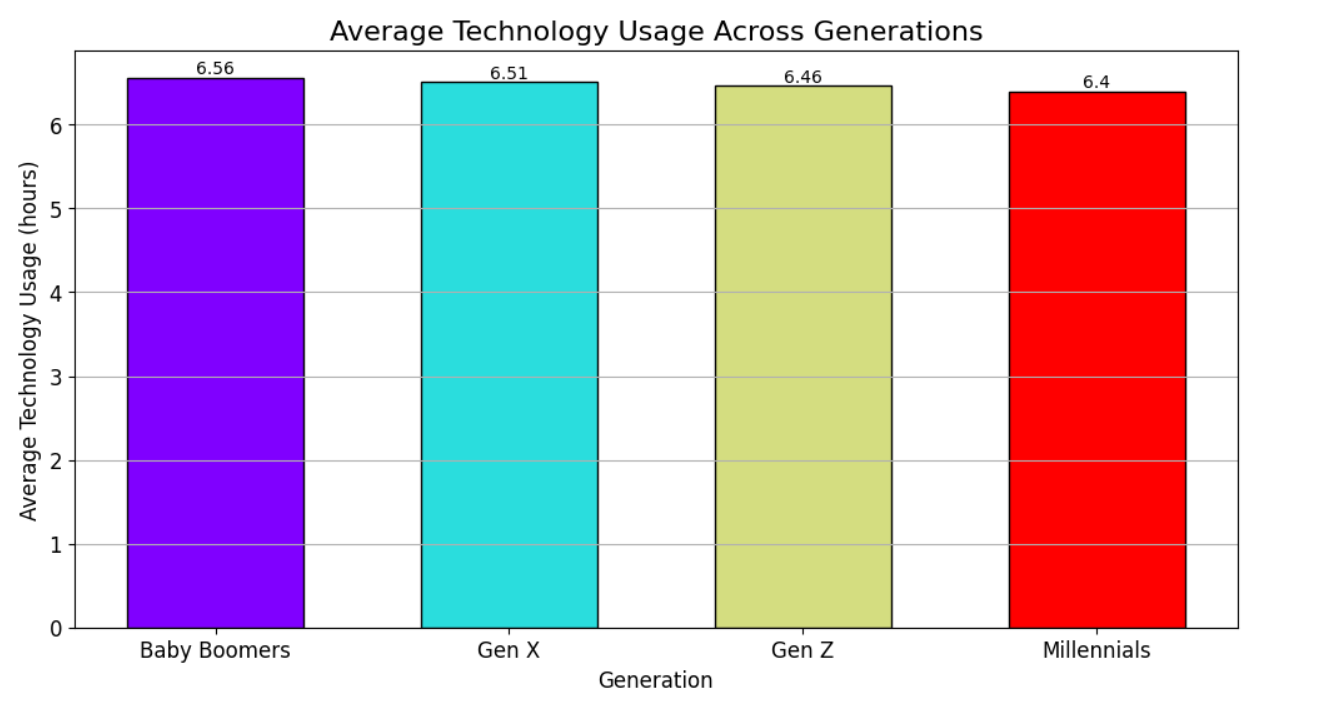 Average Technology Usage Across Generations
6.56
6.51
6.46
6.4
Average Technology Usage (hours)
6
5
4
3
2
1
0
Baby Boomers
Gen X
Gen Z
Millennials
Generation